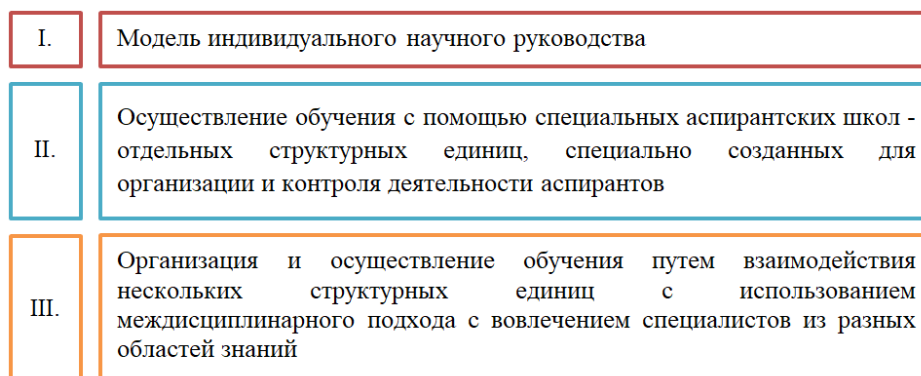 I. Модель индивидуального научного руководства
Осуществление обучения с помощью специальных аспирантских школ -
II. отдельных структурных единиц, специально созданных для
организации и контроля деятельности аспирантов
Организация и осуществление обучения путем взаимодействия
нескольких структурных единиц с использованием
III. междисциплинарного подхода с вовлечением специалистов из разных
областей знаний